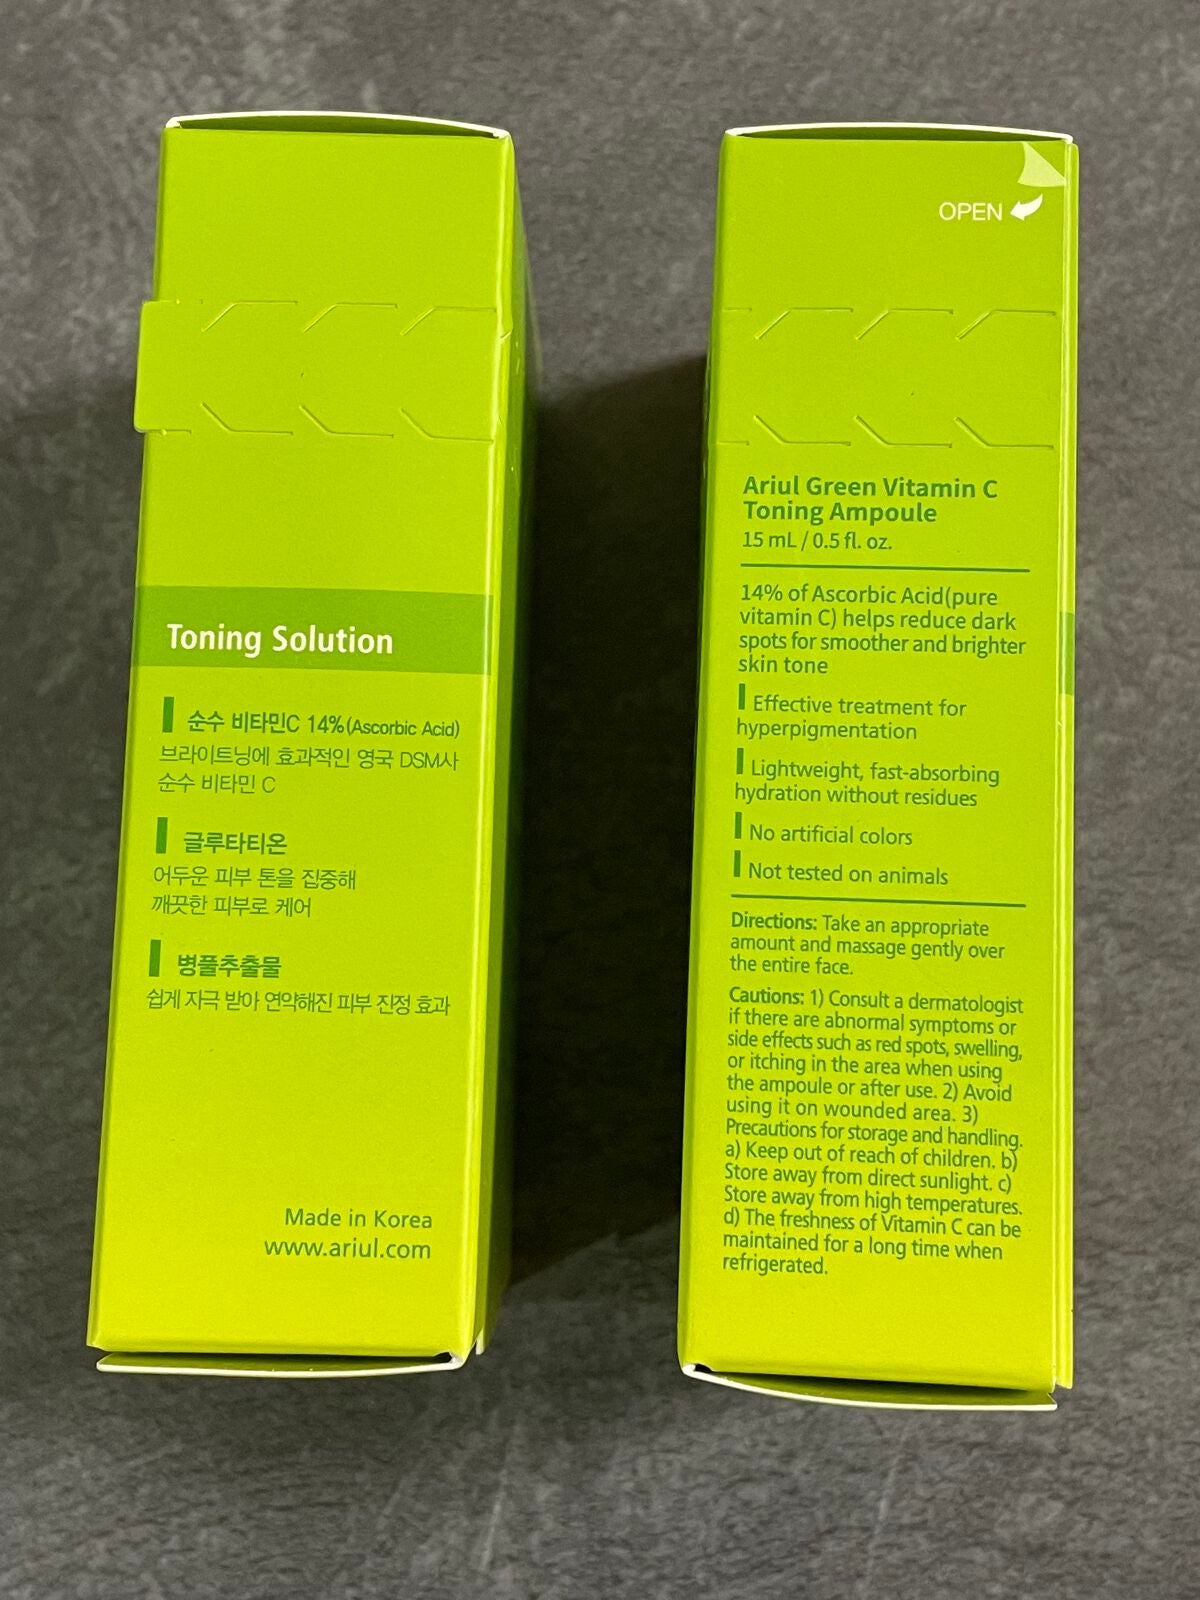 Toning Solution
순수 비타민C 14%(Ascorbic Acid)
브라이트닝에 효과적인 영국 DSM사
순수 비타민 C
글루타티온
어두운 피부 톤을 집중해
깨끗한 피부로 케어
병풀추출물
쉽게 자극 받아 연약해진 피부 진정 효과
Made in Korea
www.ariul.com
OPEN
Ariul Green Vitamin C
Toning Ampoule
15 mL / 0.5 fl. oz.
14% of Ascorbic Acid(pure
vitamin C) helps reduce dark
spots for smoother and brighter
skin tone
Effective treatment for
hyperpigmentation
Lightweight, fast-absorbing
hydration without residues
No artificial colors
Not tested on animals
Directions: Take an appropriate
amount and massage gently over
the entire face.
Cautions: 1) Consult a dermatologist
if there are abnormal symptoms or
side effects such as red spots, swelling,
or itching in the area when using
the ampoule or after use. 2) Avoid
using it on wounded area. 3)
Precautions for storage and handling.
a) Keep out of reach of children. b)
Store away from direct sunlight. c)
Store away from high temperatures.
d) The freshness of Vitamin C can be
maintained for a long time when
refrigerated.